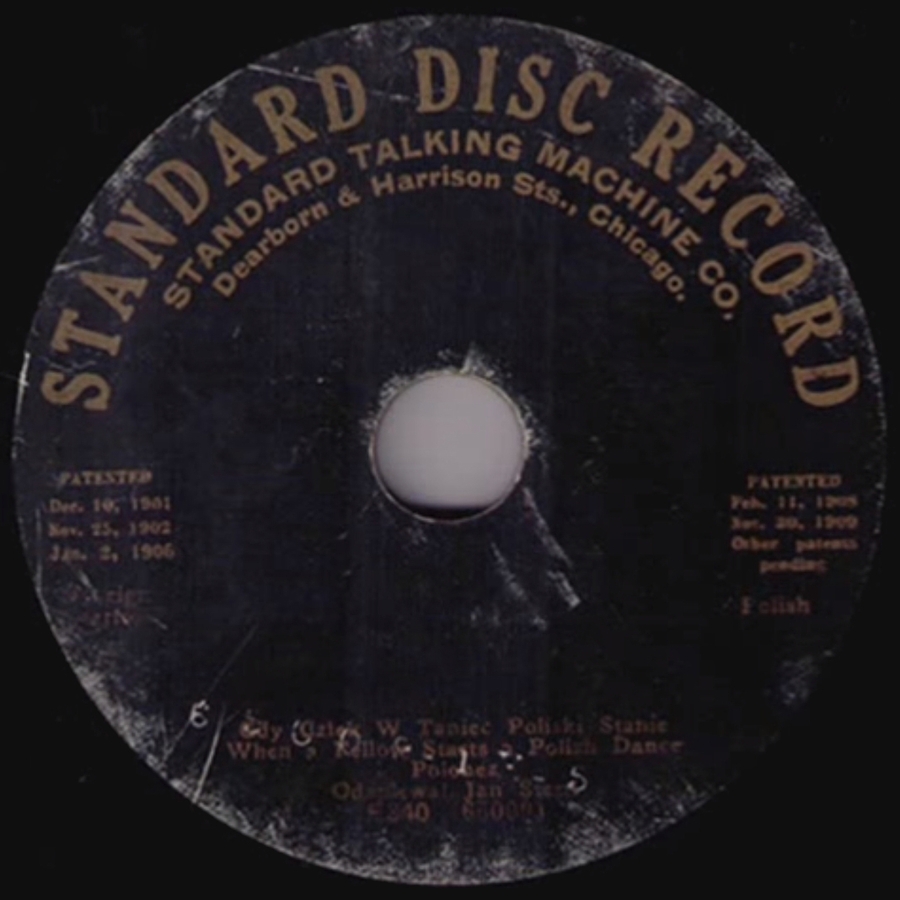 STANDARD DISC RECORD
STANDARD TALKING MACHINE CO.
Dearborn & Harrison Sts., Chicago.
PATENTED
Dec. 10, 1901
Nov. 25, 1902
Jan. 2, 1906
PATENTED
Feb. 11, 1908
Nov. 30, 1909
Other patents
pending
Polish
W Taniec Poliski Stanie
When a Fellow Starts a Polish Dance
Polonez
Jan